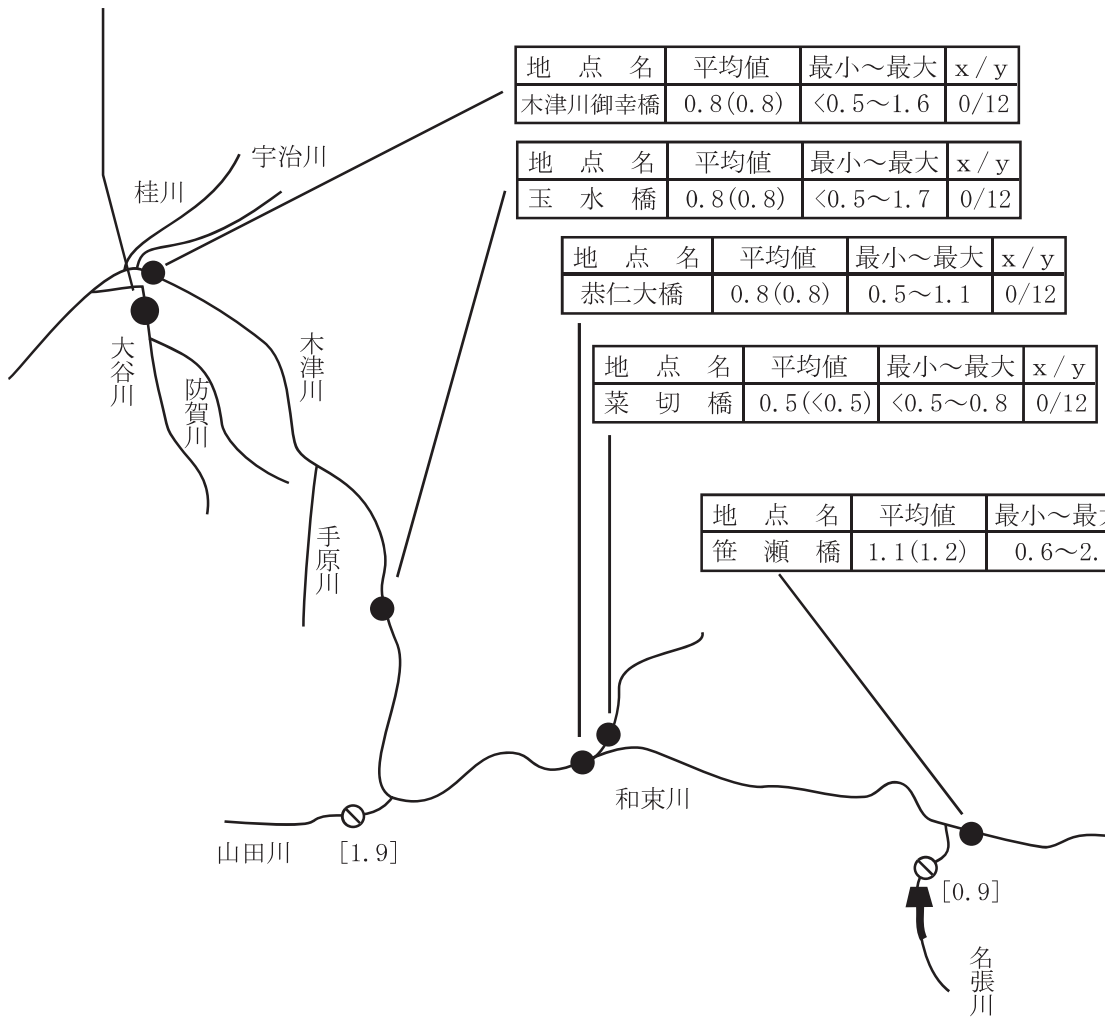 地点名 平均値 最小～最大 x/y
木津川御幸橋 0.8(0.8) <0.5～1.6 0/12
地点名 平均値 最小～最大 x/y
玉水橋 0.8(0.8) <0.5～1.7 0/12
地点名 平均値 最小～最大 x/y
恭仁大橋 0.8(0.8) 0.5～1.1 0/12
地点名 平均値 最小～最大 x/y
菜切橋 0.5(<0.5) <0.5～0.8 0/12
地点名 平均値 最小～最
笹瀬橋 1.1(1.2) 0.6～2.
宇治川
桂川
大谷川
防賀川
木津川
手原川
和束川
山田川
[1.9]
[0.9]
名張川